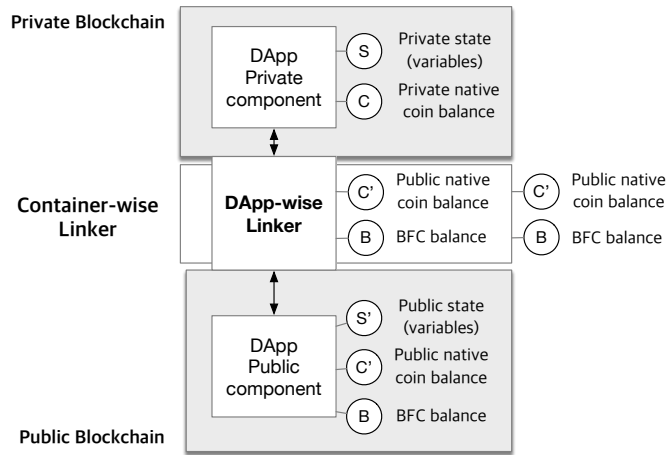 Private Blockchain
DApp
Private
component
S
Private state
(variables)
C
Private native
coin balance
Container-wise
Linker
DApp-wise
Linker
C’
Public native
coin balance
B
BFC balance
C’
Public native
coin balance
B
BFC balance
DApp
Public
component
S’
Public state
(variables)
C’
Public native
coin balance
B
BFC balance
Public Blockchain